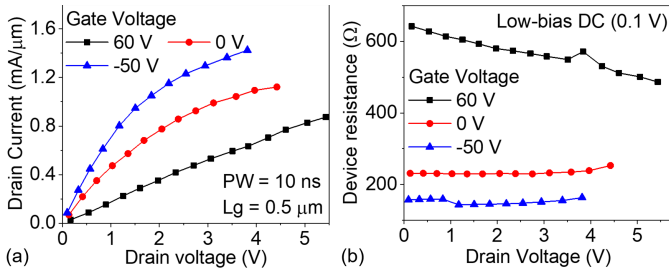 Gate Voltage
60 V
0 V
-50 V
Drain Current (mA/μm)
1.6
1.2
0.8
0.4
0.0
PW = 10 ns
Lg = 0.5 μm
0 1 2 3 4 5
Drain voltage (V)
(a)
Low-bias DC (0.1 V)
Gate Voltage
60 V
0 V
-50 V
Device resistance (Ω)
600
400
200
0 1 2 3 4 5 6
Drain Voltage (V)
(b)